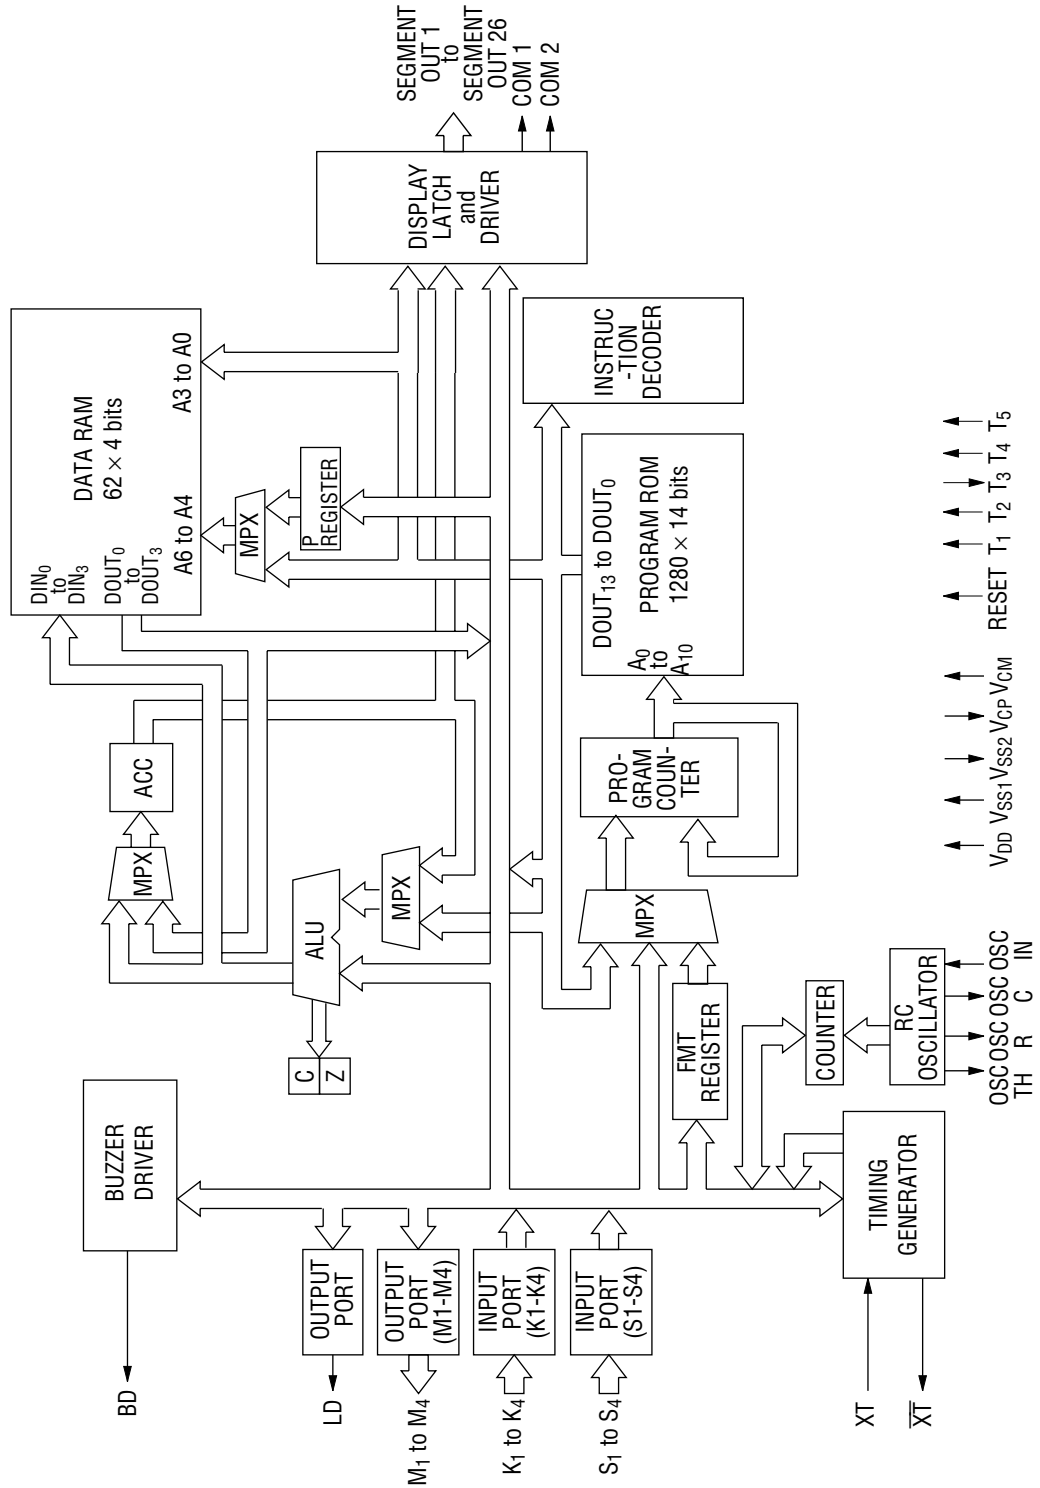 SEGMENT
OUT 1
to
SEGMENT
OUT 26
COM 1
COM 2
DISPLAY
LATCH
and
DRIVER
DATA RAM
62 × 4 bits
A3 to A0
A6 to A4
DIN0
to
DIN3
DOUT0
to
DOUT3
MPX
P
REGISTER
INSTRUC
-TION
DECODER
DOUT13 to DOUT0
PROGRAM ROM
1280 × 14 bits
A0
to
A10
ACC
MPX
ALU
MPX
C
Z
PRO-
GRAM
COUN-
TER
MPX
FMT
REGISTER
COUNTER
RC
OSCILLATOR
BUZZER
DRIVER
OUTPUT
PORT
OUTPUT
PORT
(M1-M4)
INPUT
PORT
(K1-K4)
INPUT
PORT
(S1-S4)
TIMING
GENERATOR
BD
LD
M1 to M4
K1 to K4
S1 to S4
XT
X̅T̅
OSC OSC OSC OSC
TH R C IN
VDD VSS1 VSS2 VCP VCM
RESET T1 T2 T3 T4 T5